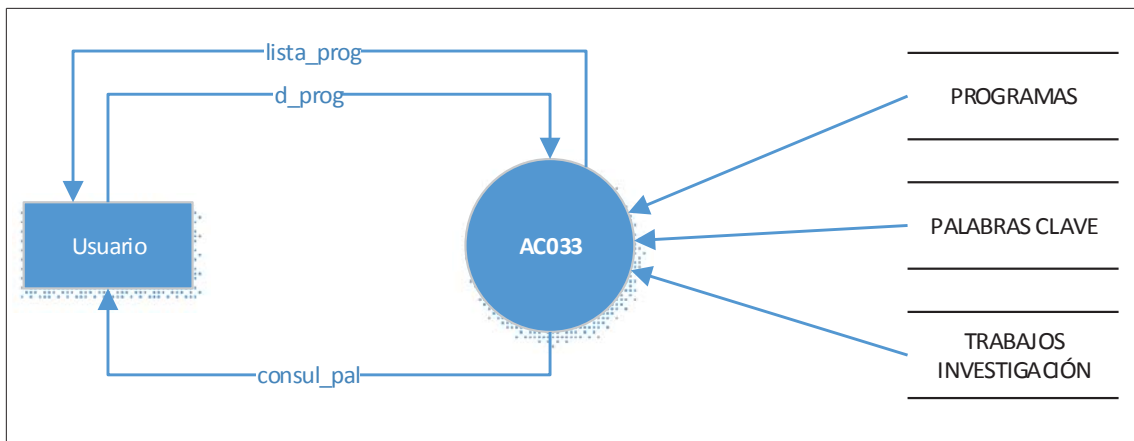 lista_prog
d_prog
PROGRAMAS
Usuario
AC033
PALABRAS CLAVE
consul_pal
TRABAJOS
INVESTIGACIÓN